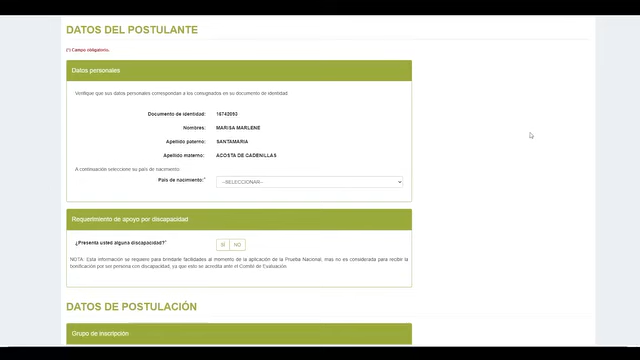 DATOS DEL POSTULANTE
(*) Campo obligatorio.
Datos personales
Verifique que sus datos personales correspondan a los consignados en su documento de identidad
Documento de identidad: 16742093
Nombres: MARISA MARLENE
Apellido paterno: SANTAMARIA
Apellido materno: ACOSTA DE CADENILLAS
A continuación seleccione su país de nacimiento:
País de nacimiento:* --SELECCIONAR--
Requerimiento de apoyo por discapacidad
¿Presenta usted alguna discapacidad?* SÍ NO
NOTA: Esta información se requiere para brindarle facilidades al momento de la aplicación de la Prueba Nacional, mas no es considerada para recibir la
bonificación por ser persona con discapacidad, ya que esto se acredita ante el Comité de Evaluación.
DATOS DE POSTULACIÓN
Grupo de inscripción